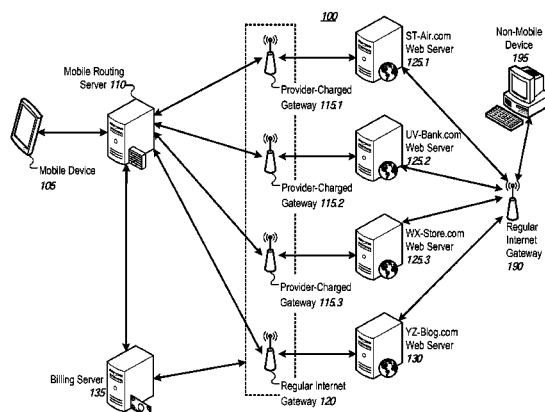 100
ST-Air.com
Web Server
125.1
Non-Mobile
Device
195
Mobile Routing
Server 110
Provider-Charged
Gateway 115.1
UV-Bank.com
Web Server
125.2
Mobile Device
105
Provider-Charged
Gateway 115.2
WX-Store.com
Web Server
125.3
Regular
Internet
Gateway
190
Provider-Charged
Gateway 115.3
YZ-Blog.com
Web Server
130
Billing Server
135
Regular Internet
Gateway 120